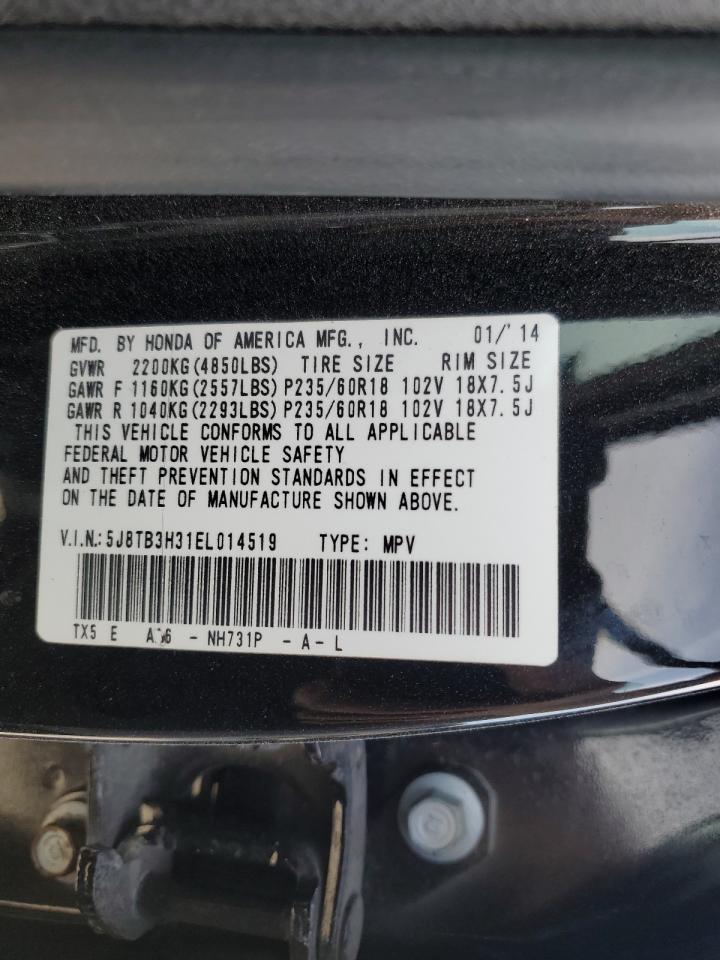 MFD. BY HONDA OF AMERICA MFG., INC. 01/'14
GVWR 2200KG(4850LBS) TIRE SIZE RIM SIZE
GAWR F 1160KG(2557LBS) P235/60R18 102V 18X7.5J
GAWR R 1040KG(2293LBS) P235/60R18 102V 18X7.5J
THIS VEHICLE CONFORMS TO ALL APPLICABLE
FEDERAL MOTOR VEHICLE SAFETY
AND THEFT PREVENTION STANDARDS IN EFFECT
ON THE DATE OF MANUFACTURE SHOWN ABOVE.
V.I.N.: 5J8TB3H31EL014519 TYPE: MPV
TX5 E - NH731P - A - L